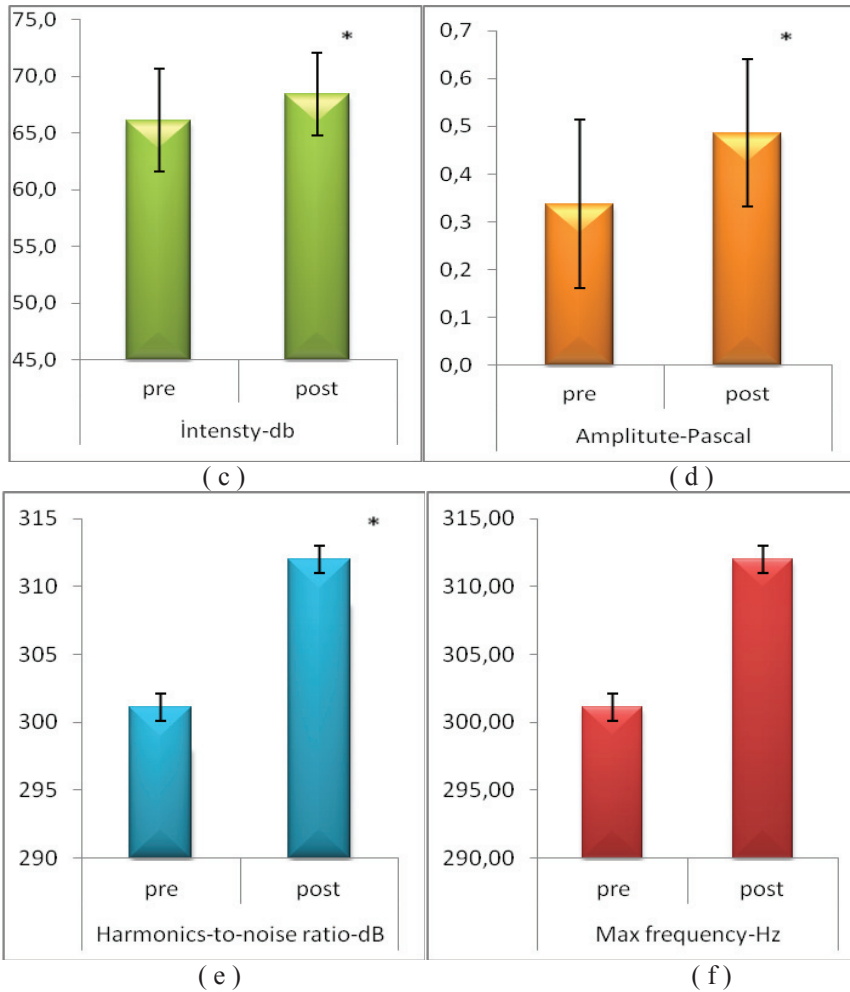 75,0
*
70,0
65,0
60,0
55,0
50,0
45,0
pre post
İntensty-db
( c )
0,7
*
0,6
0,5
0,4
0,3
0,2
0,1
0,0
pre post
Amplitute-Pascal
( d )
315
*
310
305
300
295
290
pre post
Harmonics-to-noise ratio-dB
( e )
315,00
310,00
305,00
300,00
295,00
290,00
pre post
Max frequency-Hz
( f )